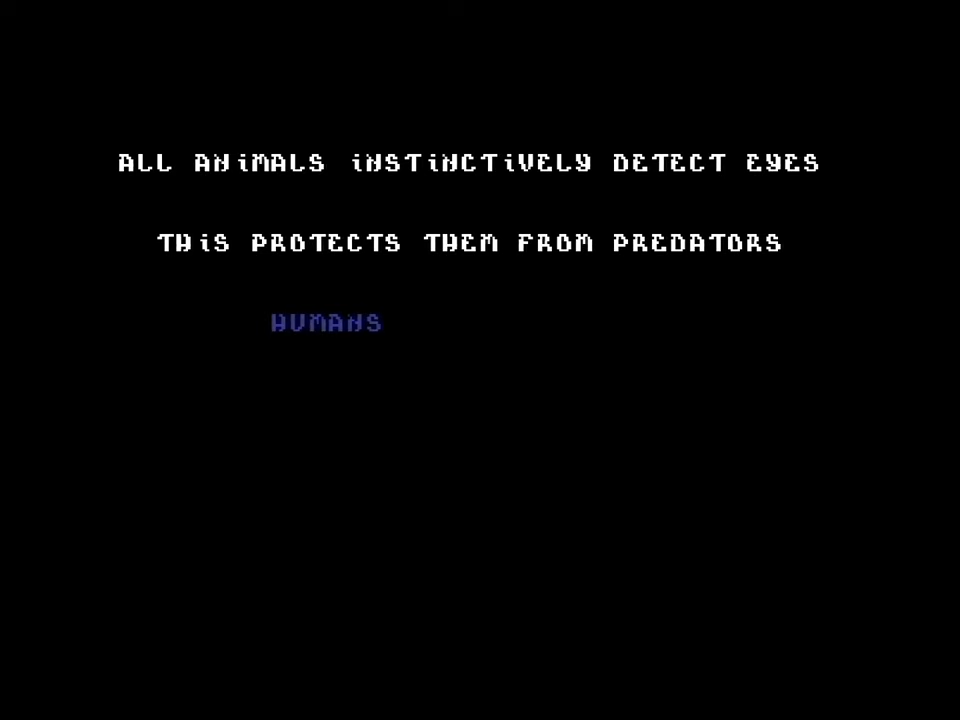 ALL ANiMALS iNSTiNCTiVELY DETECT EYES
THiS PROTECTS THEM FROM PREDATORS
HUMANS